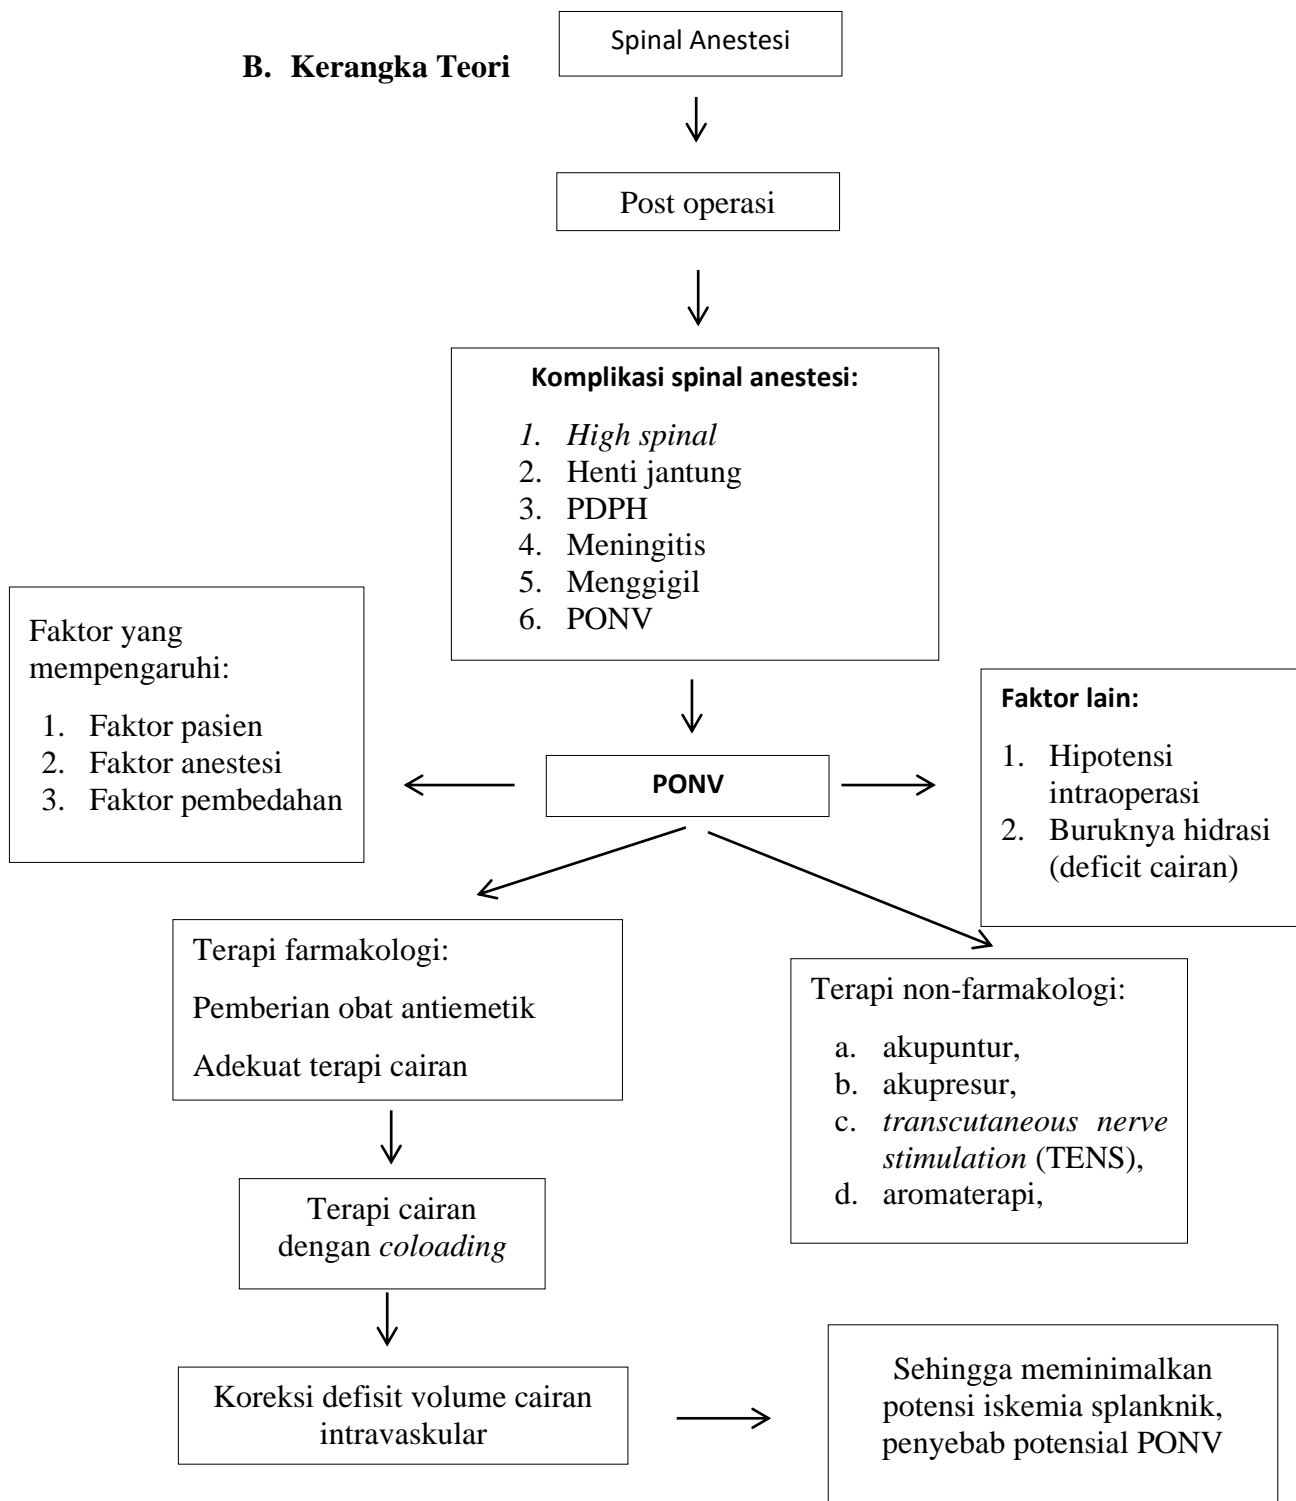 Spinal Anestesi
B. Kerangka Teori
Post operasi
Komplikasi spinal anestesi:
1. High spinal
2. Henti jantung
3. PDPH
4. Meningitis
5. Menggigil
6. PONV
Faktor yang
mempengaruhi:
1. Faktor pasien
2. Faktor anestesi
3. Faktor pembedahan
PONV
Faktor lain:
1. Hipotensi
intraoperasi
2. Buruknya hidrasi
(deficit cairan)
Terapi farmakologi:
Pemberian obat antiemetik
Adekuat terapi cairan
Terapi non-farmakologi:
a. akupuntur,
b. akupresur,
c. transcutaneous nerve
stimulation (TENS),
d. aromaterapi,
Terapi cairan
dengan coloading
Koreksi defisit volume cairan
intravaskular
Sehingga meminimalkan
potensi iskemia splanknik,
penyebab potensial PONV